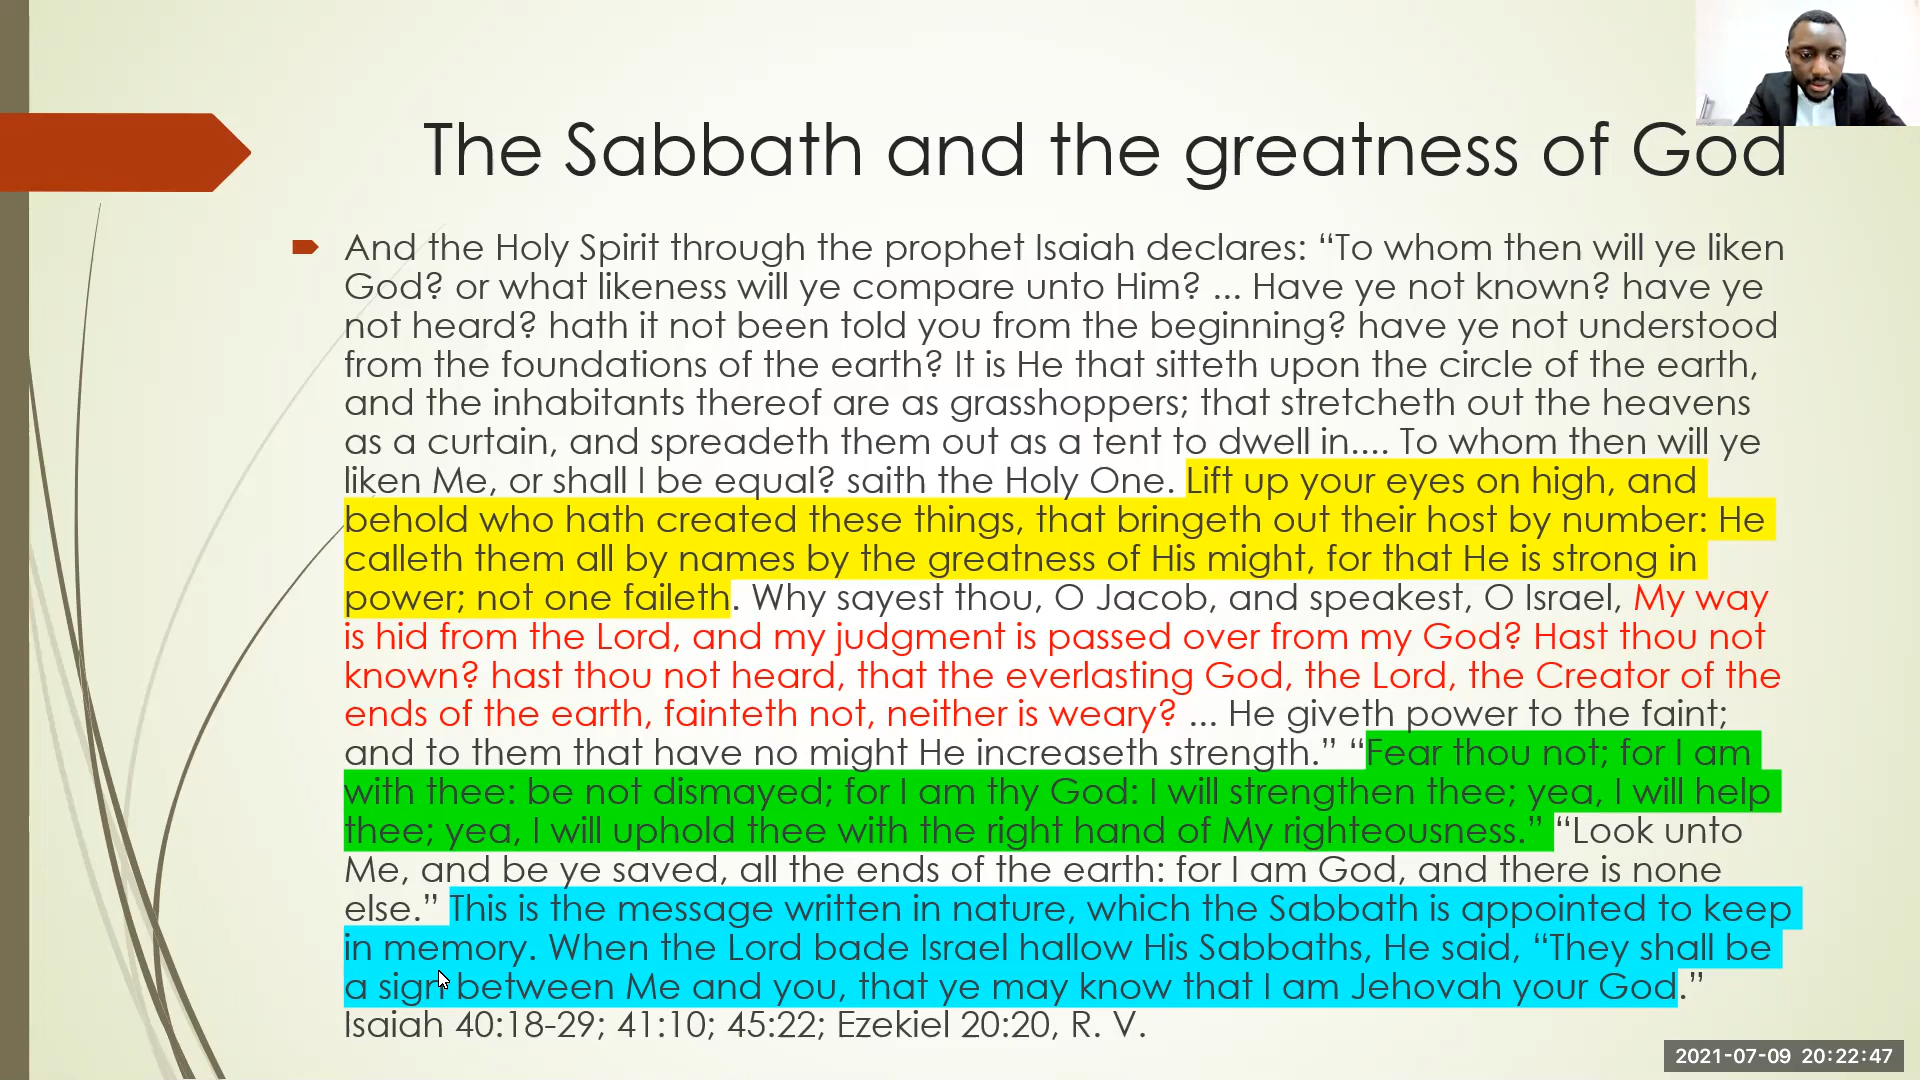 The Sabbath and the greatness of God
And the Holy Spirit through the prophet Isaiah declares: “To whom then will ye liken
God? or what likeness will ye compare unto Him? ... Have ye not known? have ye
not heard? hath it not been told you from the beginning? have ye not understood
from the foundations of the earth? It is He that sitteth upon the circle of the earth,
and the inhabitants thereof are as grasshoppers; that stretcheth out the heavens
as a curtain, and spreadeth them out as a tent to dwell in.... To whom then will ye
liken Me, or shall I be equal? saith the Holy One. Lift up your eyes on high, and
behold who hath created these things, that bringeth out their host by number: He
calleth them all by names by the greatness of His might, for that He is strong in
power; not one faileth. Why sayest thou, O Jacob, and speakest, O Israel, My way
is hid from the Lord, and my judgment is passed over from my God? Hast thou not
known? hast thou not heard, that the everlasting God, the Lord, the Creator of the
ends of the earth, fainteth not, neither is weary? ... He giveth power to the faint;
and to them that have no might He increaseth strength.” “Fear thou not; for I am
with thee: be not dismayed; for I am thy God: I will strengthen thee; yea, I will help
thee; yea, I will uphold thee with the right hand of My righteousness.” “Look unto
Me, and be ye saved, all the ends of the earth: for I am God, and there is none
else.” This is the message written in nature, which the Sabbath is appointed to keep
in memory. When the Lord bade Israel hallow His Sabbaths, He said, “They shall be
a sign between Me and you, that ye may know that I am Jehovah your God.”
Isaiah 40:18-29; 41:10; 45:22; Ezekiel 20:20, R. V.
2021-07-09 20:22:47